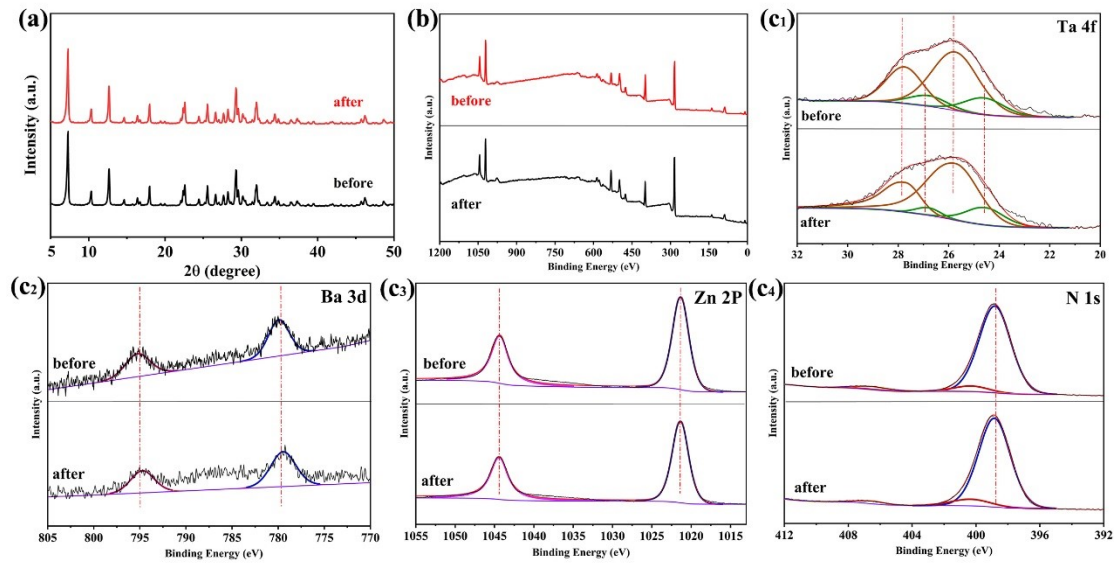 (a)
after
before
Intensity (a.u.)
5 10 20 30 40 50
2θ (degree)
(b)
before
after
Intensity (a.u.)
1200 1050 900 750 600 450 300 150 0
Binding Energy (eV)
(c1)
Ta 4f
before
after
Intensity (a.u.)
32 30 28 26 24 22 20
Binding Energy (eV)
(c2)
Ba 3d
before
after
Intensity (a.u.)
805 800 795 790 785 780 775 770
Binding Energy (eV)
(c3)
Zn 2P
before
after
Intensity (a.u.)
1055 1050 1045 1040 1035 1030 1025 1020 1015
Binding Energy (eV)
(c4)
N 1s
before
after
Intensity (a.u.)
412 408 404 400 396 392
Binding Energy (eV)